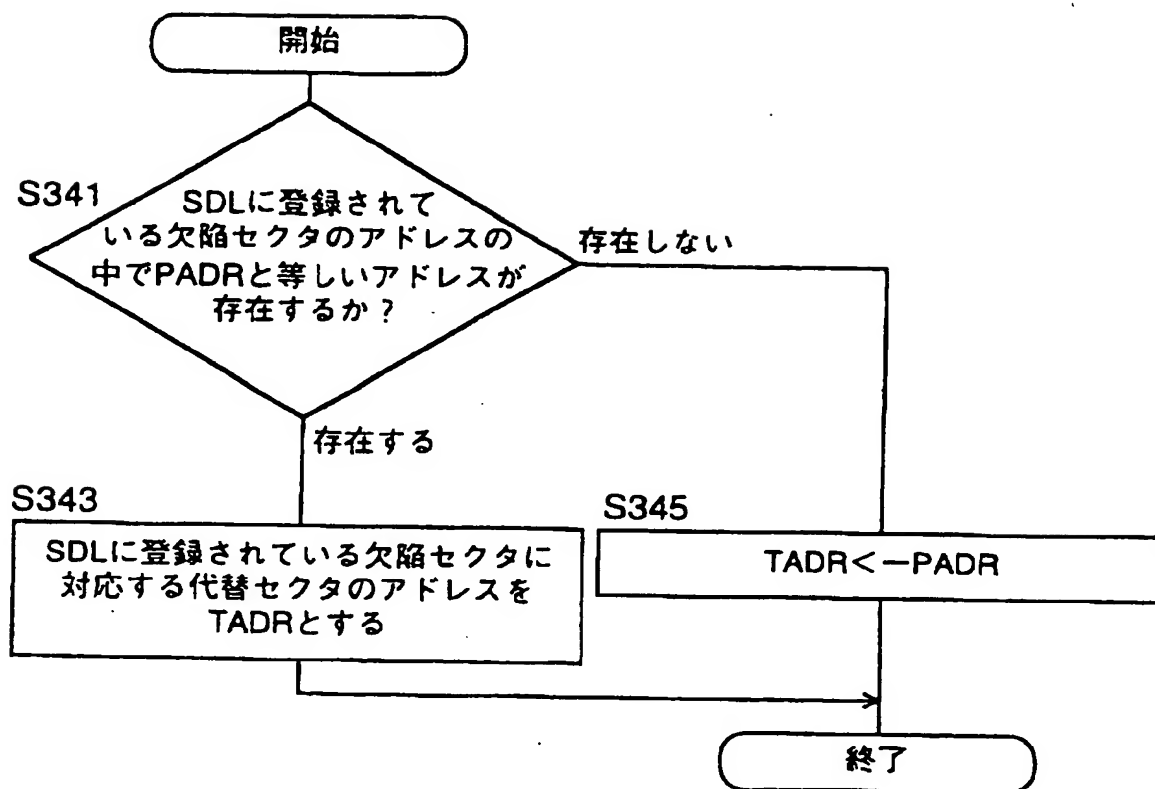 開始
S341
SDLに登録されて
いる欠陥セクタのアドレスの
中でPADRと等しいアドレスが
存在するか?
存在しない
存在する
S343
SDLに登録されている欠陥セクタに
対応する代替セクタのアドレスを
TADRとする
S345
TADR<ーPADR
終了